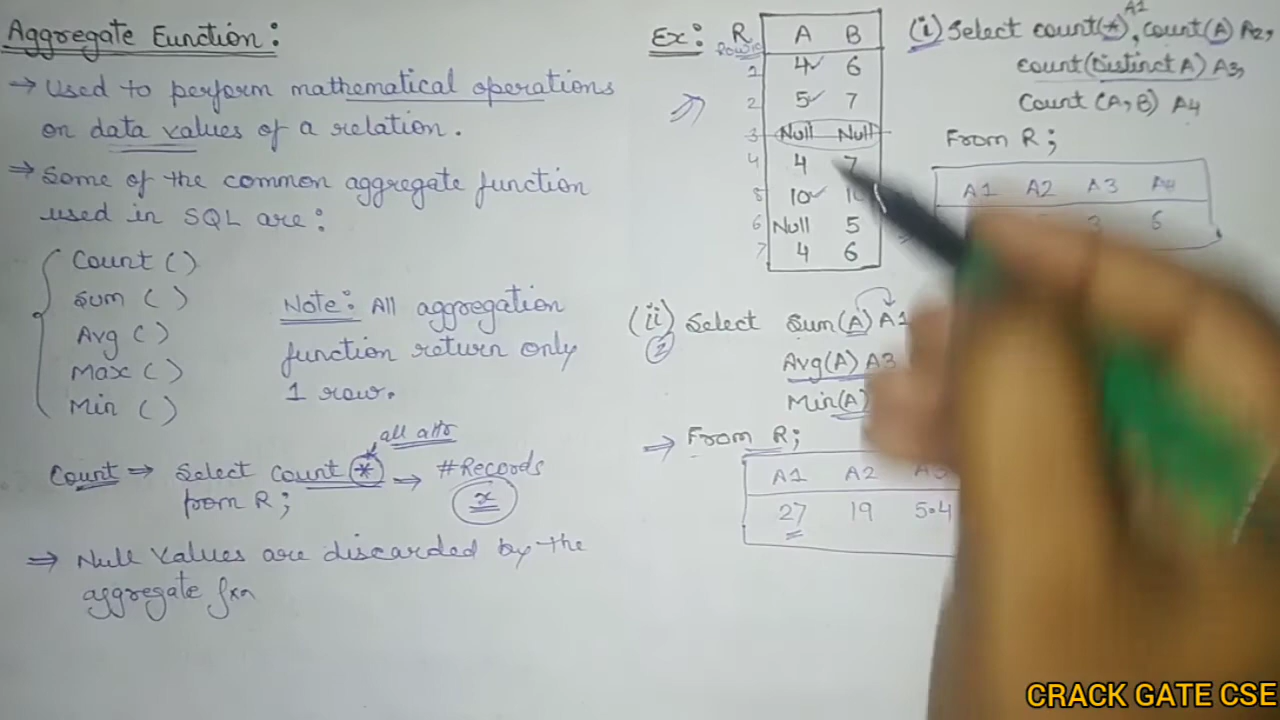 Aggregate Function :
→ Used to perform mathematical operations
on data values of a relation.
→ Some of the common aggregate function
used in SQL are :
Count ( )
Sum ( )
Avg ( )
Max ( )
Min ( )
Note : All aggregation
function return only
1 row.
all attr
Count → Select Count (*) → # Records
from R ;
x
⇒ Null Values are discarded by the
aggregate fxn
Ex : R
A B
1 4 6
2 5 7
3 Null Null
4 4 7
5 10
6 Null 5
7 4 6
(i) Select count(*) A1, count(A) A2,
count(distinct A) A3,
Count (A, B) A4
From R ;
A1 A2 A3 A4
3 6
(ii) Select Sum(A) A1
2
Avg(A) A3
Min(A)
⇒ From R ;
A1 A2 A3
27 19 5.4
CRACK GATE CSE